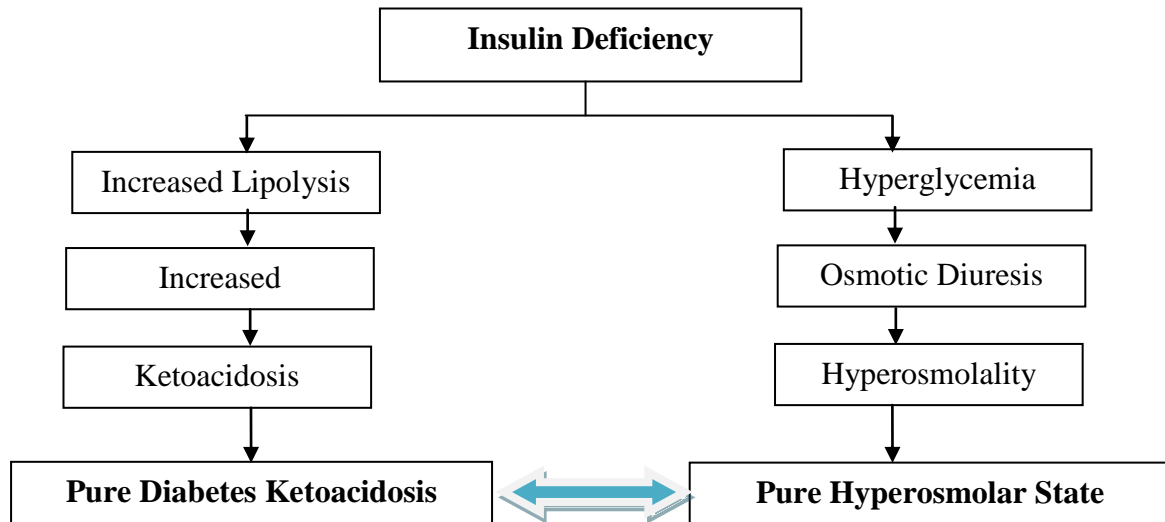 Insulin Deficiency
Increased Lipolysis
Hyperglycemia
Increased
Osmotic Diuresis
Ketoacidosis
Hyperosmolality
Pure Diabetes Ketoacidosis
Pure Hyperosmolar State